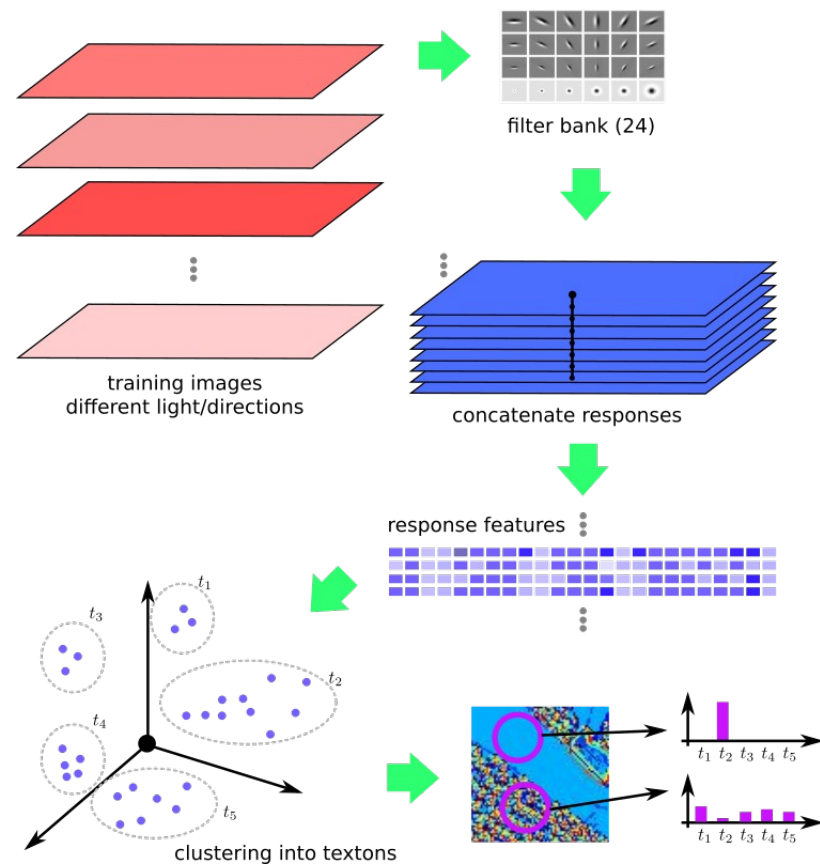 filter bank (24)
training images
different light/directions
concatenate responses
response features
t1
t3
t2
t4
t5
clustering into textons
t1 t2 t3 t4 t5
t1 t2 t3 t4 t5